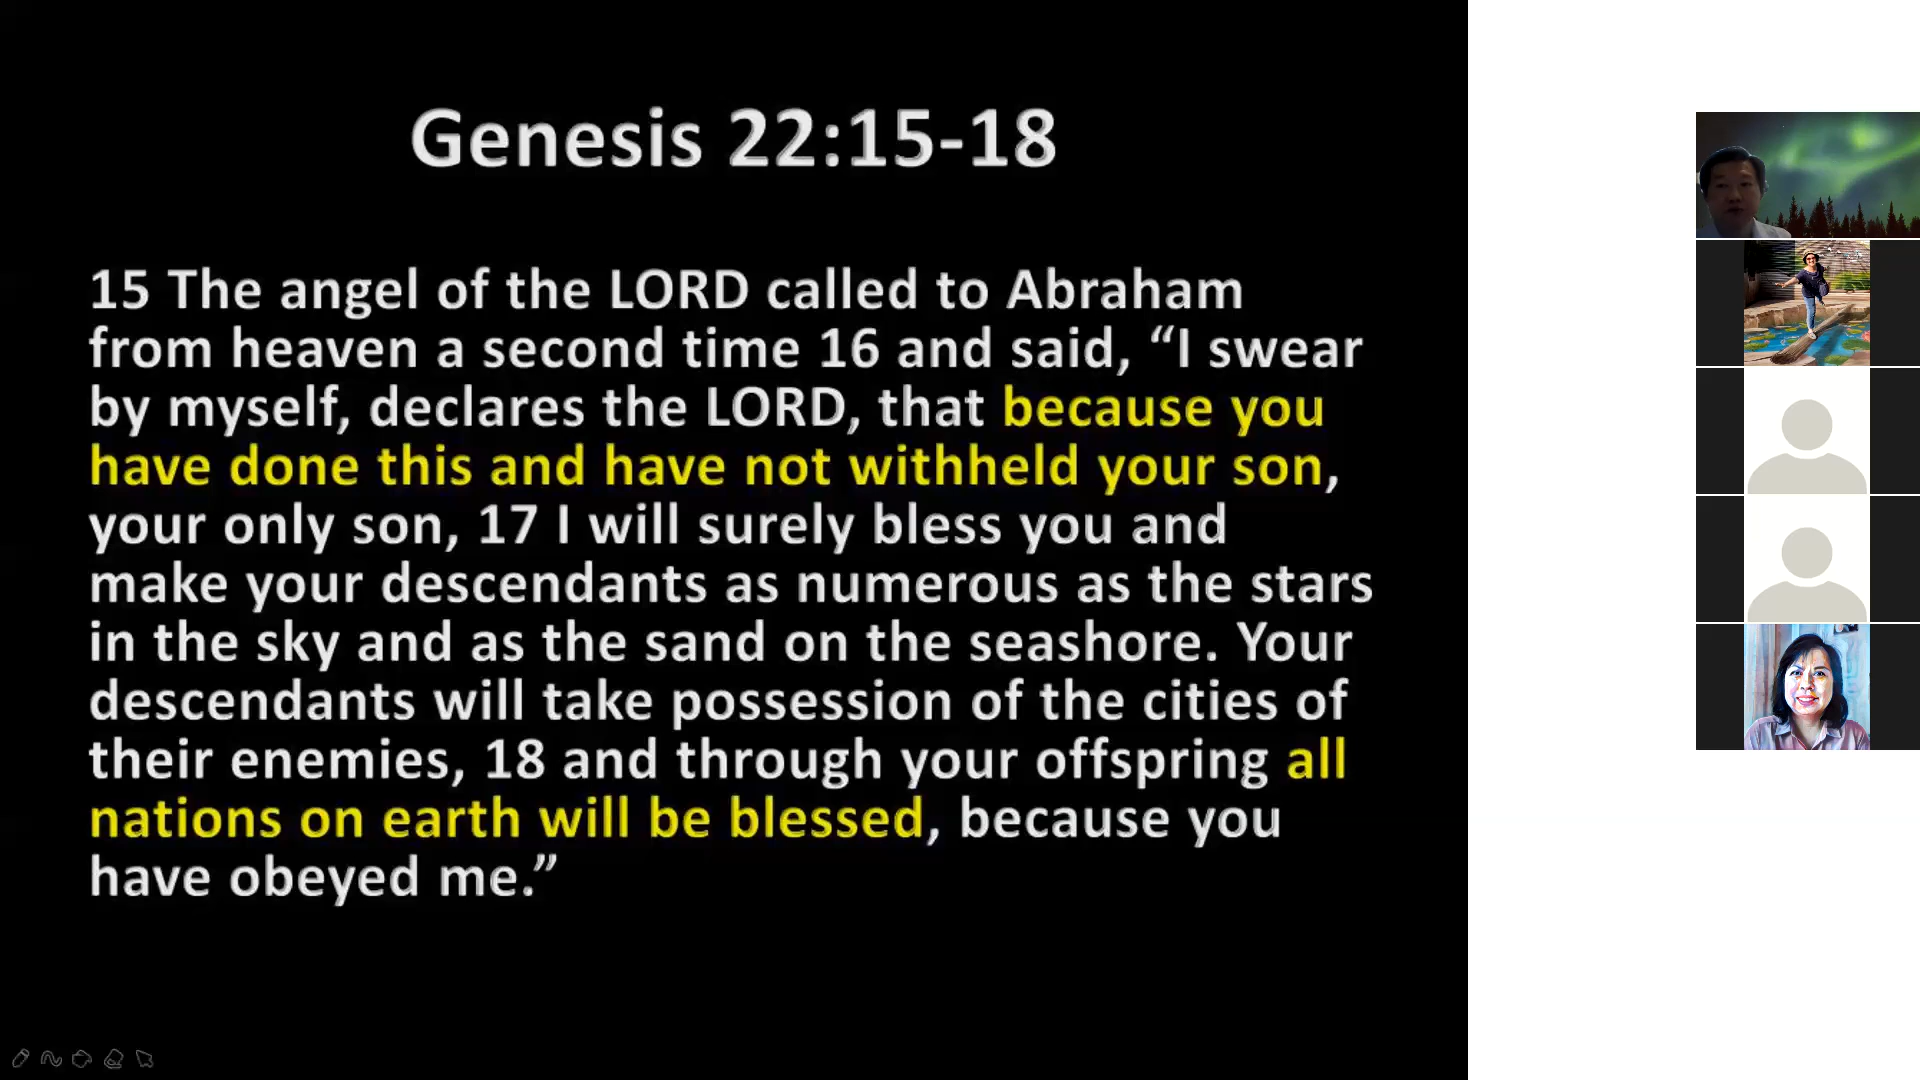 Genesis 22:15-18
15 The angel of the LORD called to Abraham
from heaven a second time 16 and said, “I swear
by myself, declares the LORD, that because you
have done this and have not withheld your son,
your only son, 17 I will surely bless you and
make your descendants as numerous as the stars
in the sky and as the sand on the seashore. Your
descendants will take possession of the cities of
their enemies, 18 and through your offspring all
nations on earth will be blessed, because you
have obeyed me.”